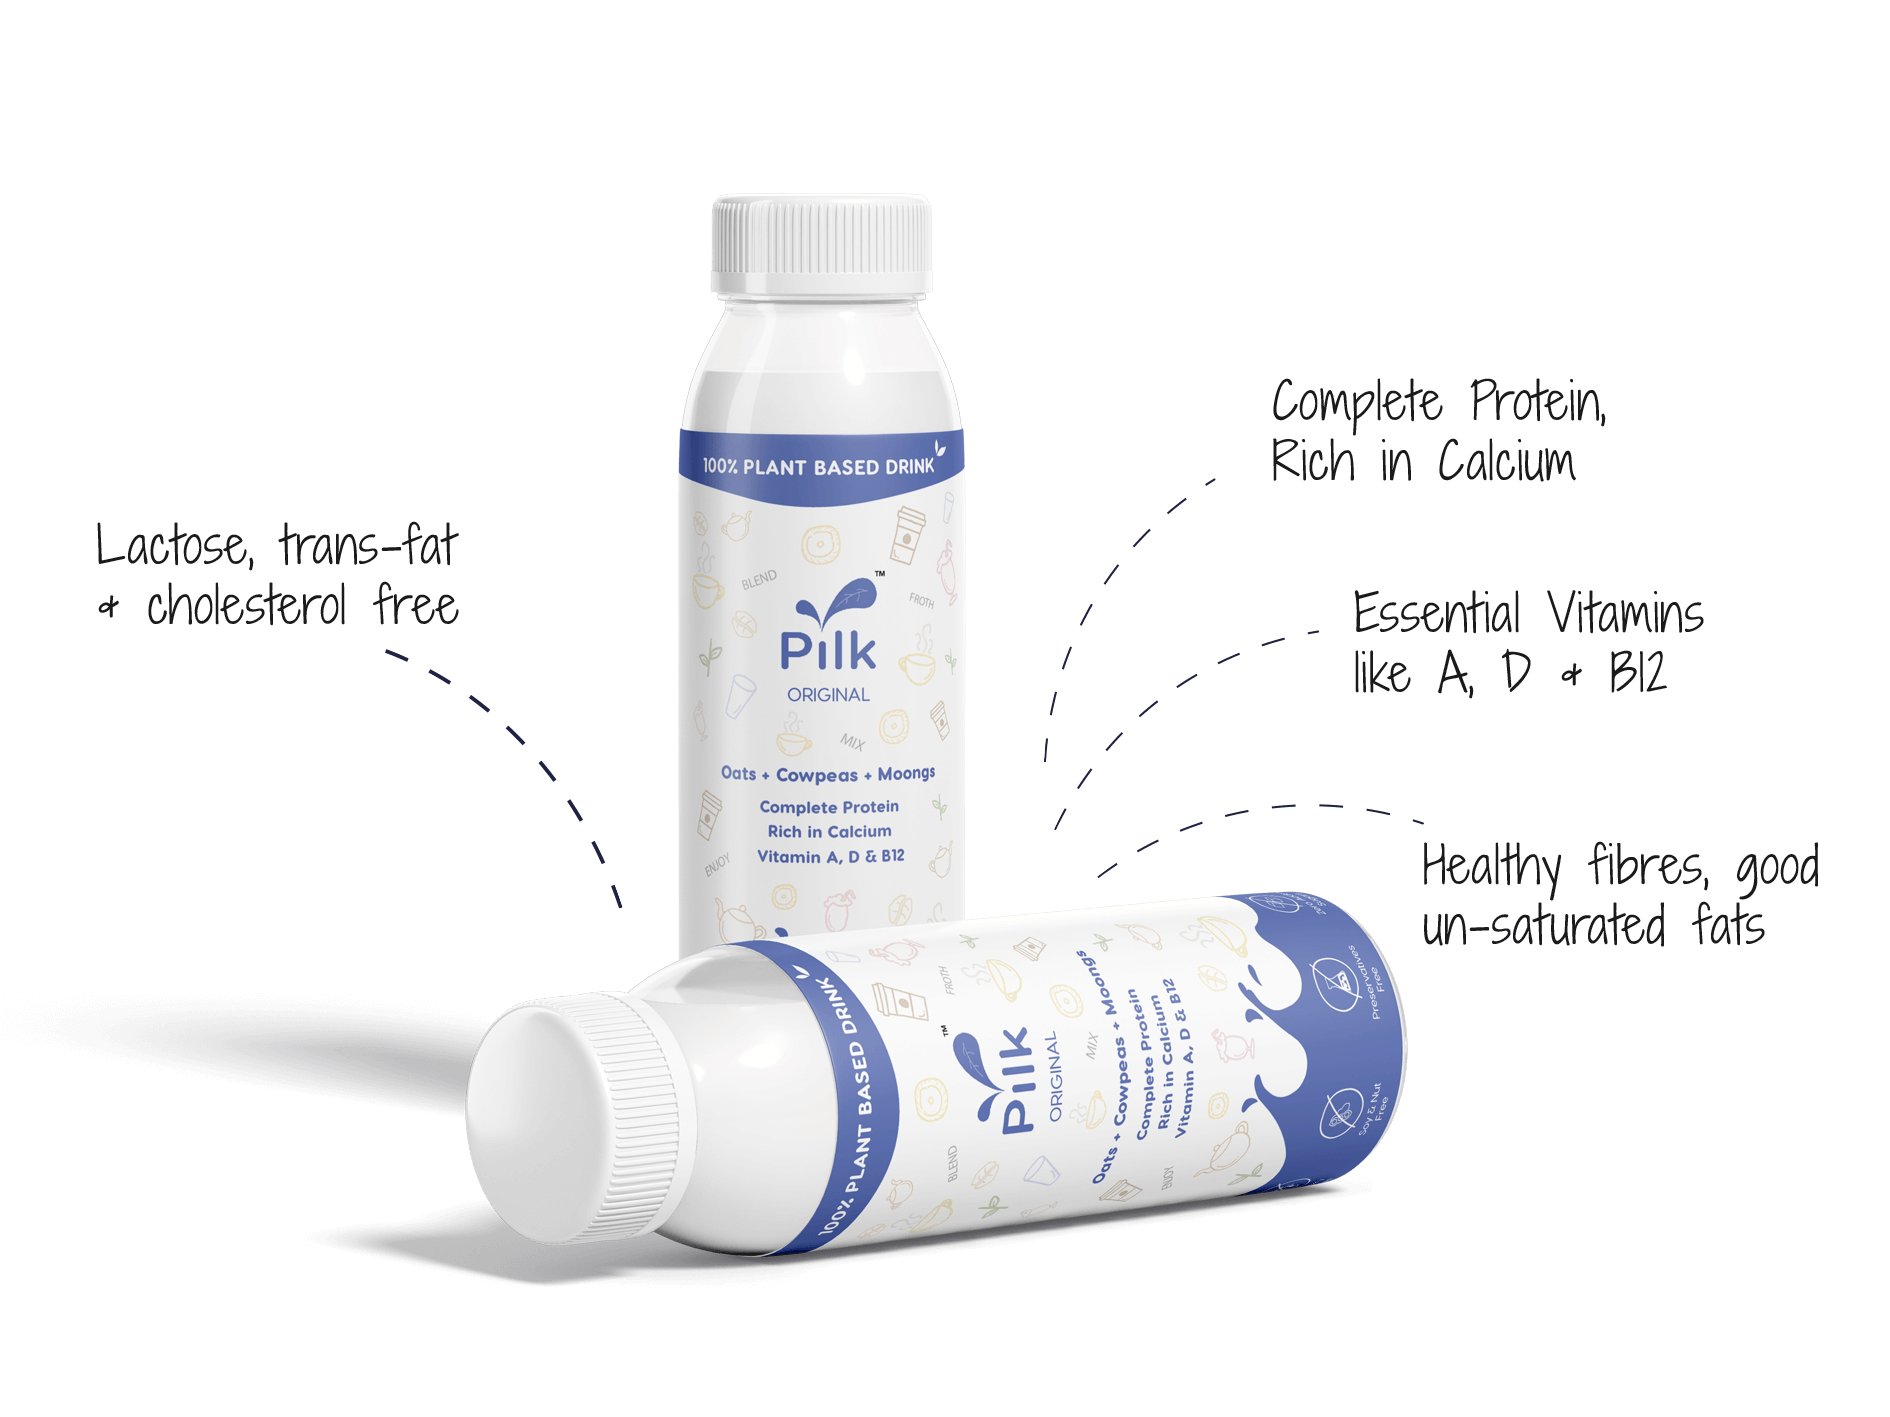 Lactose, trans-fat
& cholesterol free
Complete Protein,
Rich in Calcium
Essential Vitamins
like A, D & B12
Healthy fibres, good
un-saturated fats
100% PLANT BASED DRINK
BLEND
FROTH
TM
Pilk
ORIGINAL
MIX
Oats + Cowpeas + Moongs
Complete Protein
Rich in Calcium
Vitamin A, D & B12
ENJOY
100% PLANT BASED DRINK
FROTH
BLEND
TM
Pilk
ORIGINAL
MIX
Oats + Cowpeas + Moongs
Complete Protein
Rich in Calcium
Vitamin A, D & B12
ENJOY
Preservatives
Free
Soy & Nut
Free